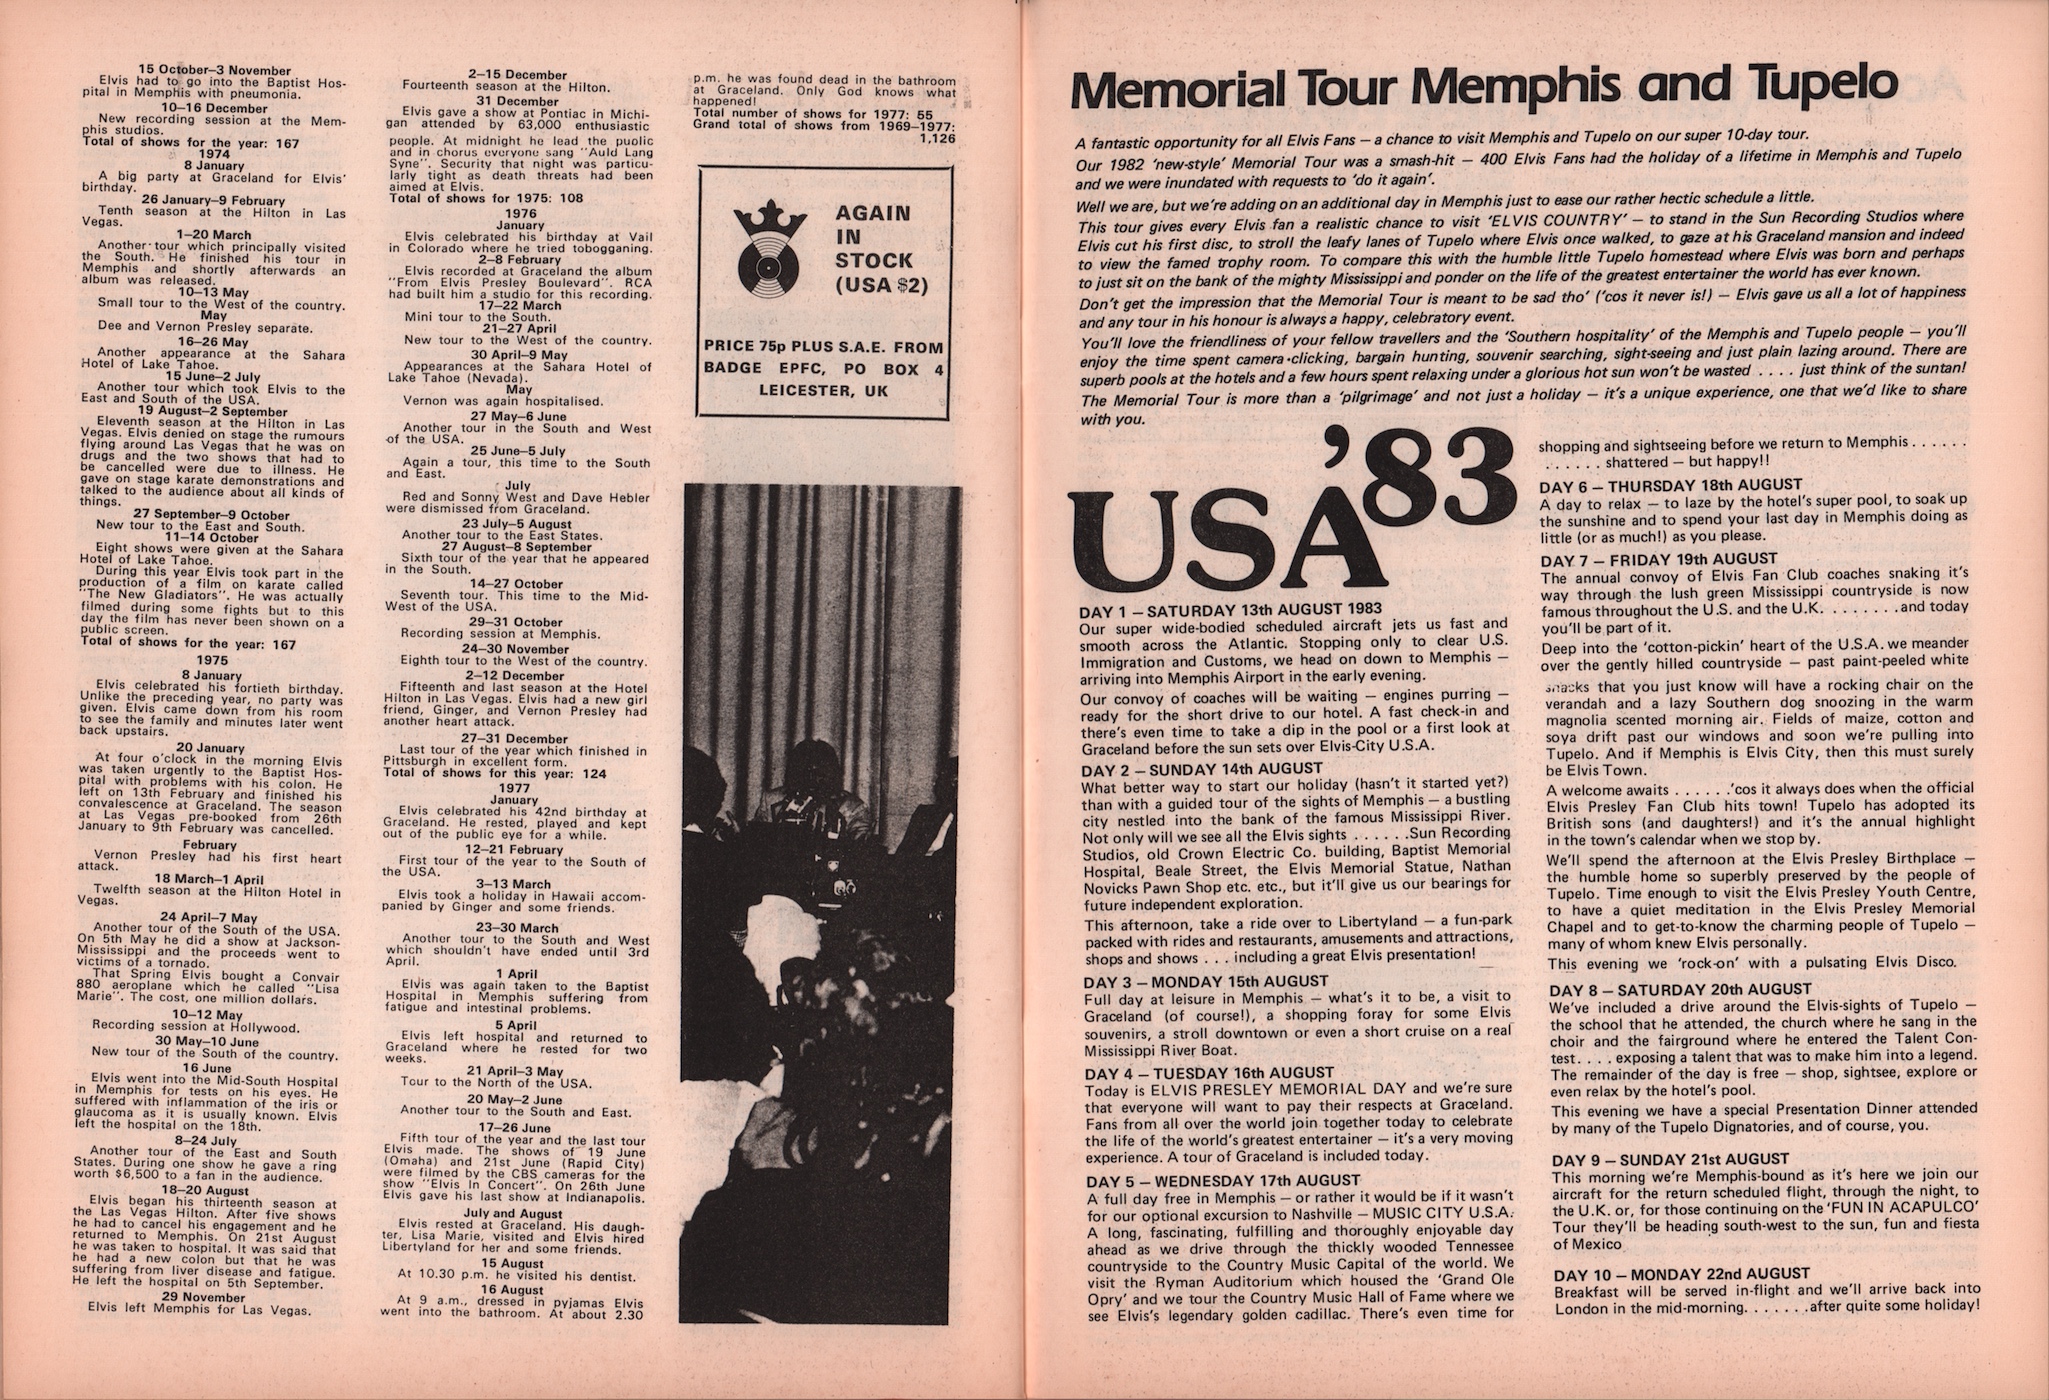 15 October–3 November
Elvis had to go into the Baptist Hos-
pital in Memphis with pneumonia.
10–16 December
New recording session at the Mem-
phis studios.
Total of shows for the year: 167
1974
8 January
A big party at Graceland for Elvis'
birthday.
26 January–9 February
Tenth season at the Hilton in Las
Vegas.
1–20 March
Another tour which principally visited
the South. He finished his tour in
Memphis and shortly afterwards an
album was released.
10–13 May
Small tour to the West of the country.
May
Dee and Vernon Presley separate.
16–26 May
Another appearance at the Sahara
Hotel of Lake Tahoe.
15 June–2 July
Another tour which took Elvis to the
East and South of the USA.
19 August–2 September
Eleventh season at the Hilton in Las
Vegas. Elvis denied on stage the rumours
flying around Las Vegas that he was on
drugs and the two shows that had to
be cancelled were due to illness. He
gave on stage karate demonstrations and
talked to the audience about all kinds of
things.
27 September–9 October
New tour to the East and South.
11–14 October
Eight shows were given at the Sahara
Hotel of Lake Tahoe.
During this year Elvis took part in the
production of a film on karate called
"The New Gladiators". He was actually
filmed during some fights but to this
day the film has never been shown on a
public screen.
Total of shows for the year: 167
1975
8 January
Elvis celebrated his fortieth birthday.
Unlike the preceding year, no party was
given. Elvis came down from his room
to see the family and minutes later went
back upstairs.
20 January
At four o'clock in the morning Elvis
was taken urgently to the Baptist Hos-
pital with problems with his colon. He
left on 13th February and finished his
convalescence at Graceland. The season
at Las Vegas pre-booked from 26th
January to 9th February was cancelled.
February
Vernon Presley had his first heart
attack.
18 March–1 April
Twelfth season at the Hilton Hotel in
Vegas.
24 April–7 May
Another tour of the South of the USA.
On 5th May he did a show at Jackson-
Mississippi and the proceeds went to
victims of a tornado.
That Spring Elvis bought a Convair
880 aeroplane which he called "Lisa
Marie". The cost, one million dollars.
10–12 May
Recording session at Hollywood.
30 May–10 June
New tour of the South of the country.
16 June
Elvis went into the Mid-South Hospital
in Memphis for tests on his eyes. He
suffered with inflammation of the iris or
glaucoma as it is usually known. Elvis
left the hospital on the 18th.
8–24 July
Another tour of the East and South
States. During one show he gave a ring
worth $6,500 to a fan in the audience.
18–20 August
Elvis began his thirteenth season at
the Las Vegas Hilton. After five shows
he had to cancel his engagement and he
returned to Memphis. On 21st August
he was taken to hospital. It was said that
he had a new colon but that he was
suffering from liver disease and fatigue.
He left the hospital on 5th September.
29 November
Elvis left Memphis for Las Vegas.
2–15 December
Fourteenth season at the Hilton.
31 December
Elvis gave a show at Pontiac in Michi-
gan attended by 63,000 enthusiastic
people. At midnight he lead the public
and in chorus everyone sang "Auld Lang
Syne". Security that night was particu-
larly tight as death threats had been
aimed at Elvis.
Total of shows for 1975: 108
1976
January
Elvis celebrated his birthday at Vail
in Colorado where he tried tobogganing.
2–8 February
Elvis recorded at Graceland the album
"From Elvis Presley Boulevard". RCA
had built him a studio for this recording.
17–22 March
Mini tour to the South.
21–27 April
New tour to the West of the country.
30 April–9 May
Appearances at the Sahara Hotel of
Lake Tahoe (Nevada).
May
Vernon was again hospitalised.
27 May–6 June
Another tour in the South and West
of the USA.
25 June–5 July
Again a tour, this time to the South
and East.
July
Red and Sonny West and Dave Hebler
were dismissed from Graceland.
23 July–5 August
Another tour to the East States.
27 August–8 September
Sixth tour of the year that he appeared
in the South.
14–27 October
Seventh tour. This time to the Mid-
West of the USA.
29–31 October
Recording session at Memphis.
24–30 November
Eighth tour to the West of the country.
2–12 December
Fifteenth and last season at the Hotel
Hilton in Las Vegas. Elvis had a new girl
friend, Ginger, and Vernon Presley had
another heart attack.
27–31 December
Last tour of the year which finished in
Pittsburgh in excellent form.
Total of shows for this year: 124
1977
January
Elvis celebrated his 42nd birthday at
Graceland. He rested, played and kept
out of the public eye for a while.
12–21 February
First tour of the year to the South of
the USA.
3–13 March
Elvis took a holiday in Hawaii accom-
panied by Ginger and some friends.
23–30 March
Another tour to the South and West
which shouldn't have ended until 3rd
April.
1 April
Elvis was again taken to the Baptist
Hospital in Memphis suffering from
fatigue and intestinal problems.
5 April
Elvis left hospital and returned to
Graceland where he rested for two
weeks.
21 April–3 May
Tour to the North of the USA.
20 May–2 June
Another tour to the South and East.
17–26 June
Fifth tour of the year and the last tour
Elvis made. The shows of 19 June
(Omaha) and 21st June (Rapid City)
were filmed by the CBS cameras for the
show "Elvis In Concert". On 26th June
Elvis gave his last show at Indianapolis.
July and August
Elvis rested at Graceland. His daugh-
ter, Lisa Marie, visited and Elvis hired
Libertyland for her and some friends.
15 August
At 10.30 p.m. he visited his dentist.
16 August
At 9 a.m., dressed in pyjamas Elvis
went into the bathroom. At about 2.30
p.m. he was found dead in the bathroom
at Graceland. Only God knows what
happened!
Total number of shows for 1977: 55
Grand total of shows from 1969–1977:
1,126
AGAIN
IN
STOCK
(USA $2)
PRICE 75p PLUS S.A.E. FROM
BADGE EPFC, PO BOX 4
LEICESTER, UK
Memorial Tour Memphis and Tupelo
A fantastic opportunity for all Elvis Fans – a chance to visit Memphis and Tupelo on our super 10-day tour.
Our 1982 'new-style' Memorial Tour was a smash-hit – 400 Elvis Fans had the holiday of a lifetime in Memphis and Tupelo
and we were inundated with requests to 'do it again'.
Well we are, but we're adding on an additional day in Memphis just to ease our rather hectic schedule a little.
This tour gives every Elvis fan a realistic chance to visit 'ELVIS COUNTRY' – to stand in the Sun Recording Studios where
Elvis cut his first disc, to stroll the leafy lanes of Tupelo where Elvis once walked, to gaze at his Graceland mansion and indeed
to view the famed trophy room. To compare this with the humble little Tupelo homestead where Elvis was born and perhaps
to just sit on the bank of the mighty Mississippi and ponder on the life of the greatest entertainer the world has ever known.
Don't get the impression that the Memorial Tour is meant to be sad tho' ('cos it never is!) – Elvis gave us all a lot of happiness
and any tour in his honour is always a happy, celebratory event.
You'll love the friendliness of your fellow travellers and the 'Southern hospitality' of the Memphis and Tupelo people – you'll
enjoy the time spent camera-clicking, bargain hunting, souvenir searching, sight-seeing and just plain lazing around. There are
superb pools at the hotels and a few hours spent relaxing under a glorious hot sun won't be wasted . . . . just think of the suntan!
The Memorial Tour is more than a 'pilgrimage' and not just a holiday – it's a unique experience, one that we'd like to share
with you.
USA '83
DAY 1 – SATURDAY 13th AUGUST 1983
Our super wide-bodied scheduled aircraft jets us fast and
smooth across the Atlantic. Stopping only to clear U.S.
Immigration and Customs, we head on down to Memphis –
arriving into Memphis Airport in the early evening.
Our convoy of coaches will be waiting – engines purring –
ready for the short drive to our hotel. A fast check-in and
there's even time to take a dip in the pool or a first look at
Graceland before the sun sets over Elvis-City U.S.A.
DAY 2 – SUNDAY 14th AUGUST
What better way to start our holiday (hasn't it started yet?)
than with a guided tour of the sights of Memphis – a bustling
city nestled into the bank of the famous Mississippi River.
Not only will we see all the Elvis sights . . . . . .Sun Recording
Studios, old Crown Electric Co. building, Baptist Memorial
Hospital, Beale Street, the Elvis Memorial Statue, Nathan
Novicks Pawn Shop etc. etc., but it'll give us our bearings for
future independent exploration.
This afternoon, take a ride over to Libertyland – a fun-park
packed with rides and restaurants, amusements and attractions,
shops and shows . . . including a great Elvis presentation!
DAY 3 – MONDAY 15th AUGUST
Full day at leisure in Memphis – what's it to be, a visit to
Graceland (of course!), a shopping foray for some Elvis
souvenirs, a stroll downtown or even a short cruise on a real
Mississippi River Boat.
DAY 4 – TUESDAY 16th AUGUST
Today is ELVIS PRESLEY MEMORIAL DAY and we're sure
that everyone will want to pay their respects at Graceland.
Fans from all over the world join together today to celebrate
the life of the world's greatest entertainer – it's a very moving
experience. A tour of Graceland is included today.
DAY 5 – WEDNESDAY 17th AUGUST
A full day free in Memphis – or rather it would be if it wasn't
for our optional excursion to Nashville – MUSIC CITY U.S.A.
A long, fascinating, fulfilling and thoroughly enjoyable day
ahead as we drive through the thickly wooded Tennessee
countryside to the Country Music Capital of the world. We
visit the Ryman Auditorium which housed the 'Grand Ole
Opry' and we tour the Country Music Hall of Fame where we
see Elvis's legendary golden cadillac. There's even time for
shopping and sightseeing before we return to Memphis . . . . . .
. . . . . . shattered – but happy!!
DAY 6 – THURSDAY 18th AUGUST
A day to relax – to laze by the hotel's super pool, to soak up
the sunshine and to spend your last day in Memphis doing as
little (or as much!) as you please.
DAY 7 – FRIDAY 19th AUGUST
The annual convoy of Elvis Fan Club coaches snaking it's
way through the lush green Mississippi countryside is now
famous throughout the U.S. and the U.K. . . . . . . .and today
you'll be part of it.
Deep into the 'cotton-pickin' heart of the U.S.A. we meander
over the gently hilled countryside – past paint-peeled white
that you just know will have a rocking chair on the
verandah and a lazy Southern dog snoozing in the warm
magnolia scented morning air. Fields of maize, cotton and
soya drift past our windows and soon we're pulling into
Tupelo. And if Memphis is Elvis City, then this must surely
be Elvis Town.
A welcome awaits . . . . . .'cos it always does when the official
Elvis Presley Fan Club hits town! Tupelo has adopted its
British sons (and daughters!) and it's the annual highlight
in the town's calendar when we stop by.
We'll spend the afternoon at the Elvis Presley Birthplace –
the humble home so superbly preserved by the people of
Tupelo. Time enough to visit the Elvis Presley Youth Centre,
to have a quiet meditation in the Elvis Presley Memorial
Chapel and to get-to-know the charming people of Tupelo –
many of whom knew Elvis personally.
This evening we 'rock-on' with a pulsating Elvis Disco.
DAY 8 – SATURDAY 20th AUGUST
We've included a drive around the Elvis-sights of Tupelo –
the school that he attended, the church where he sang in the
choir and the fairground where he entered the Talent Con-
test. . . . exposing a talent that was to make him into a legend.
The remainder of the day is free – shop, sightsee, explore or
even relax by the hotel's pool.
This evening we have a special Presentation Dinner attended
by many of the Tupelo Dignatories, and of course, you.
DAY 9 – SUNDAY 21st AUGUST
This morning we're Memphis-bound as it's here we join our
aircraft for the return scheduled flight, through the night, to
the U.K. or, for those continuing on the 'FUN IN ACAPULCO'
Tour they'll be heading south-west to the sun, fun and fiesta
of Mexico
DAY 10 – MONDAY 22nd AUGUST
Breakfast will be served in-flight and we'll arrive back into
London in the mid-morning. . . . . . .after quite some holiday!